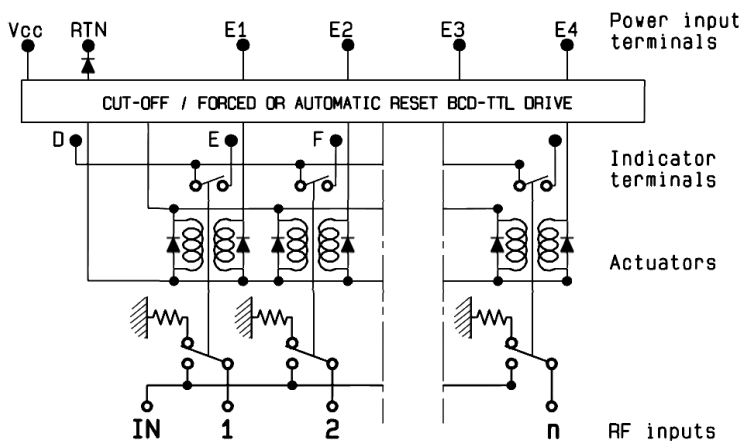 Vcc RTN E1 E2 E3 E4 Power input
terminals
CUT-OFF / FORCED OR AUTOMATIC RESET BCD-TTL DRIVE
D E F
Indicator
terminals
Actuators
IN 1 2 n RF inputs